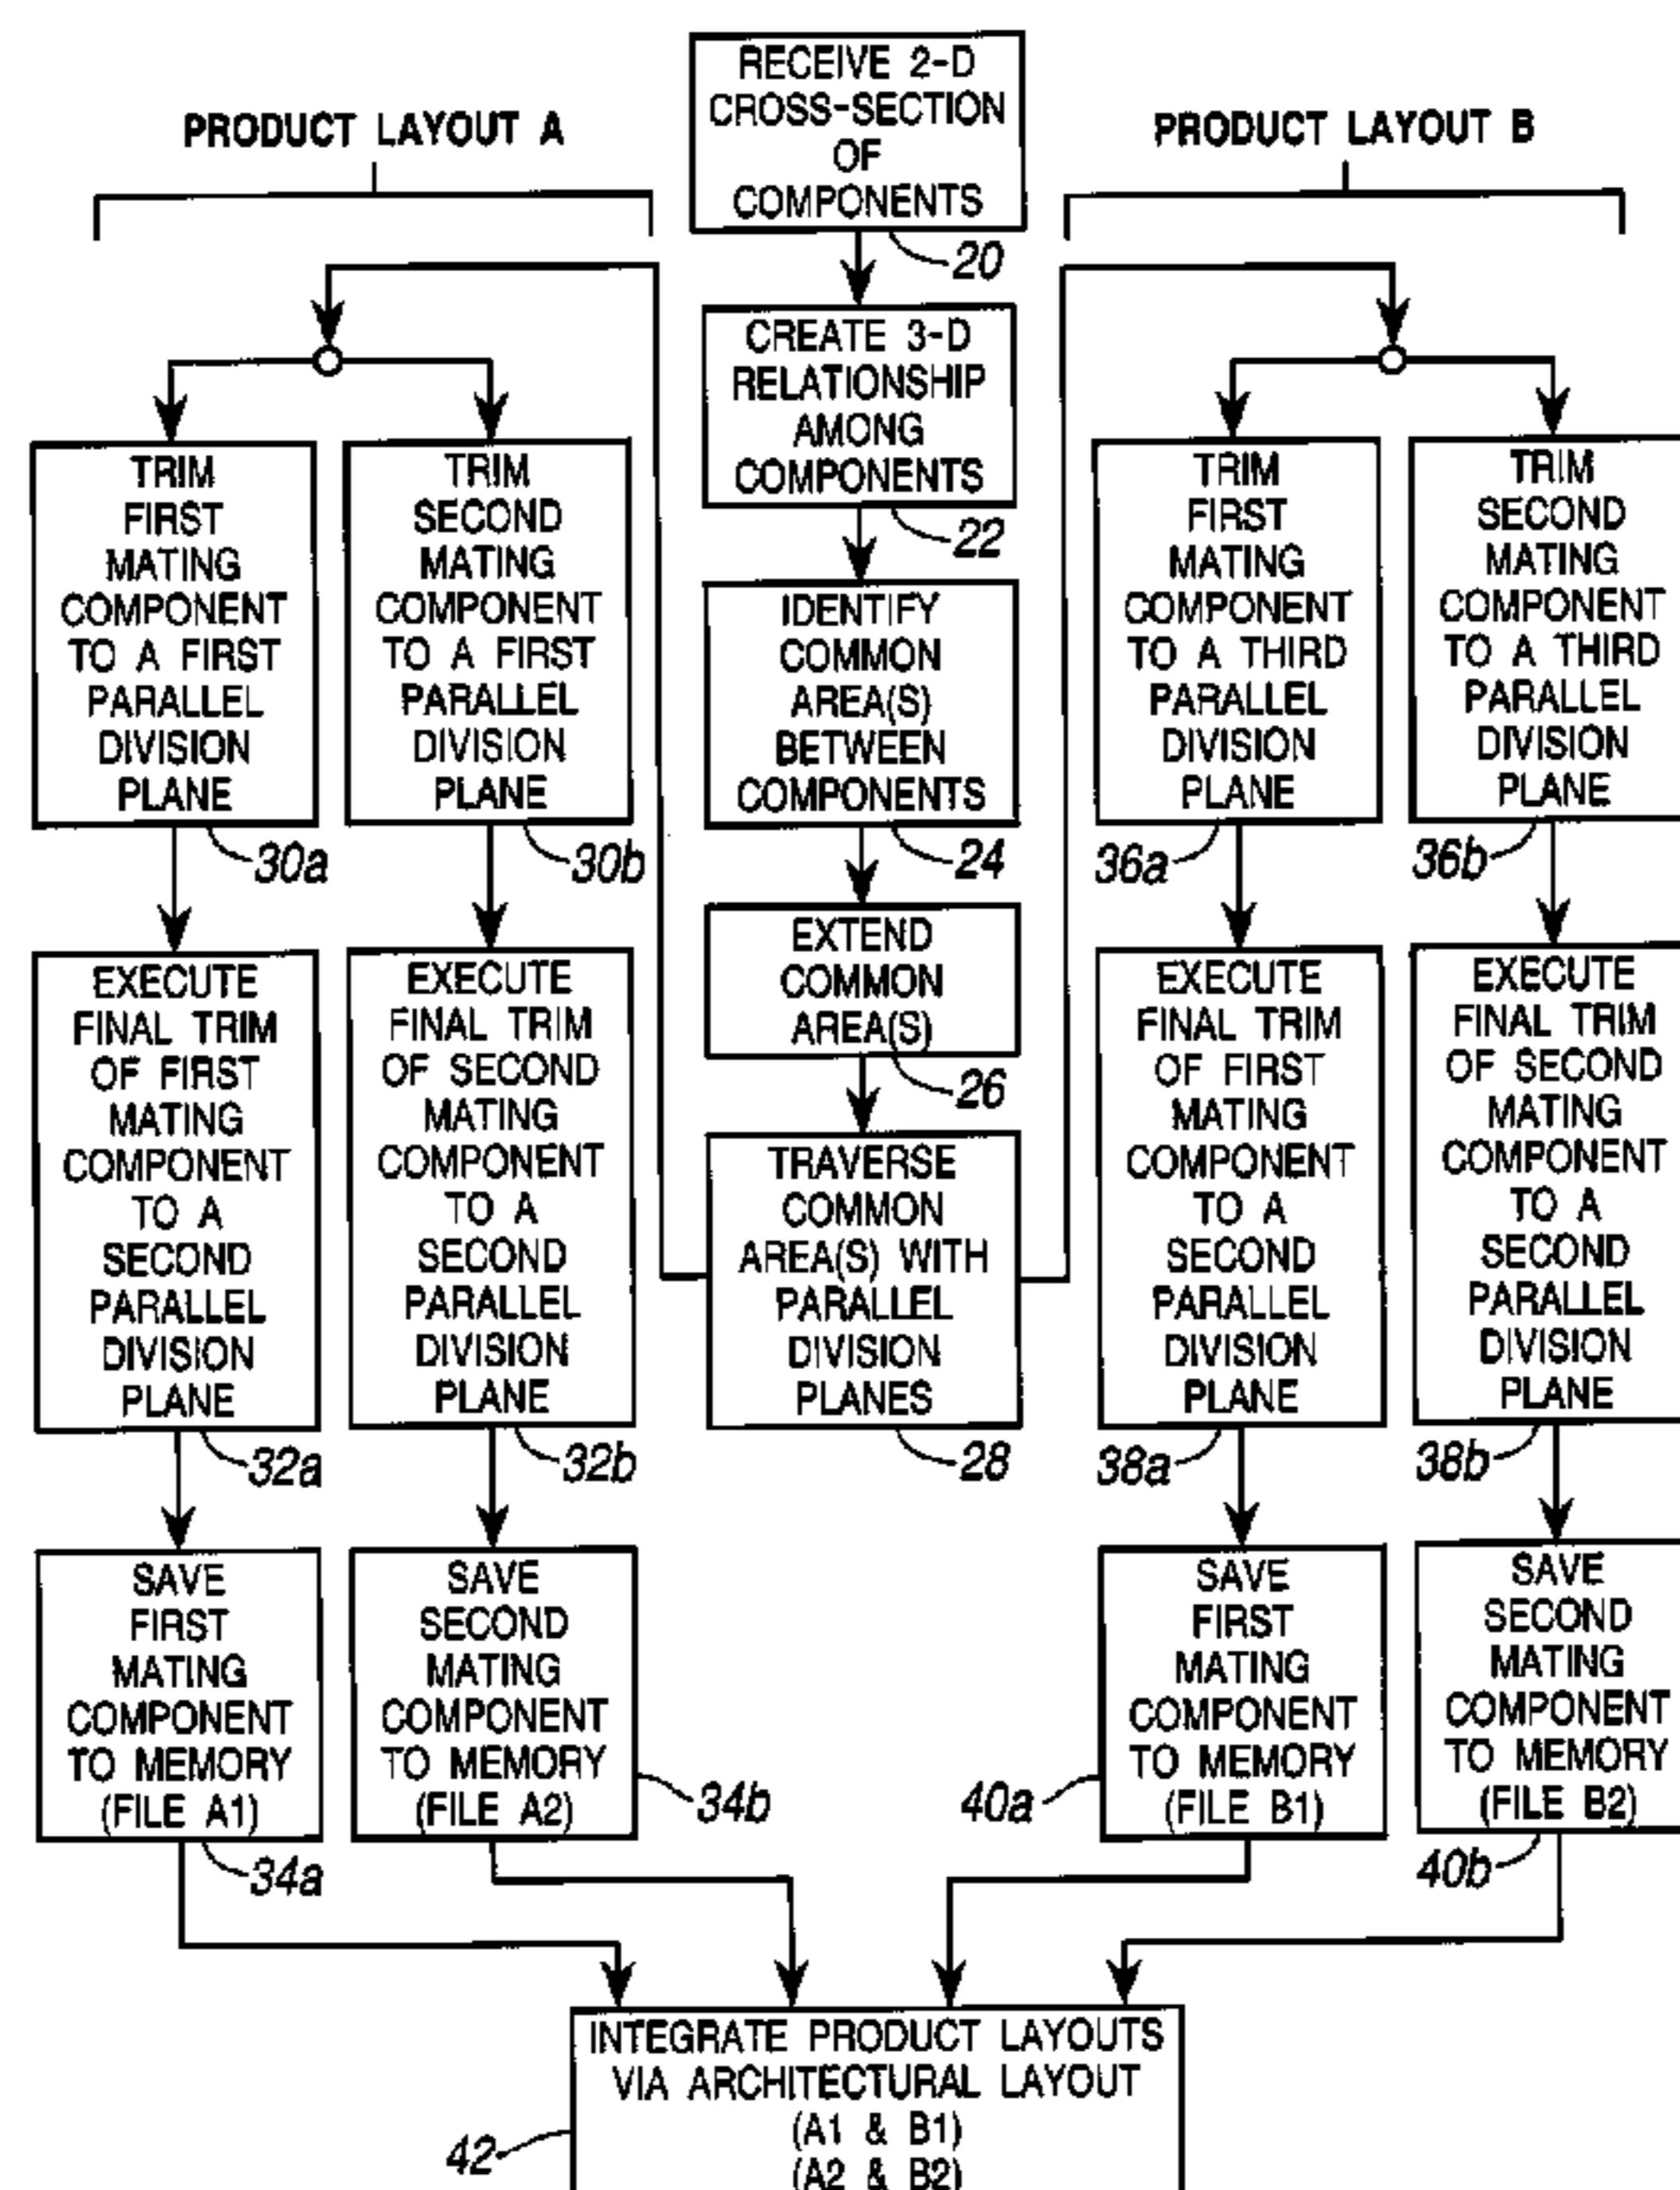 RECEIVE 2-D
CROSS-SECTION
OF
COMPONENTS
20
PRODUCT LAYOUT A
PRODUCT LAYOUT B
CREATE 3-D
RELATIONSHIP
AMONG
COMPONENTS
22
IDENTIFY
COMMON
AREA(S)
BETWEEN
COMPONENTS
24
EXTEND
COMMON
AREA(S)
26
TRAVERSE
COMMON
AREA(S) WITH
PARALLEL
DIVISION
PLANES
28
TRIM
FIRST
MATING
COMPONENT
TO A FIRST
PARALLEL
DIVISION
PLANE
30a
TRIM
SECOND
MATING
COMPONENT
TO A FIRST
PARALLEL
DIVISION
PLANE
30b
TRIM
FIRST
MATING
COMPONENT
TO A THIRD
PARALLEL
DIVISION
PLANE
36a
TRIM
SECOND
MATING
COMPONENT
TO A THIRD
PARALLEL
DIVISION
PLANE
36b
EXECUTE
FINAL TRIM
OF FIRST
MATING
COMPONENT
TO A
SECOND
PARALLEL
DIVISION
PLANE
32a
EXECUTE
FINAL TRIM
OF SECOND
MATING
COMPONENT
TO A
SECOND
PARALLEL
DIVISION
PLANE
32b
EXECUTE
FINAL TRIM
OF FIRST
MATING
COMPONENT
TO A
SECOND
PARALLEL
DIVISION
PLANE
38a
EXECUTE
FINAL TRIM
OF SECOND
MATING
COMPONENT
TO A
SECOND
PARALLEL
DIVISION
PLANE
38b
SAVE
FIRST
MATING
COMPONENT
TO MEMORY
(FILE A1)
34a
SAVE
SECOND
MATING
COMPONENT
TO MEMORY
(FILE A2)
34b
SAVE
FIRST
MATING
COMPONENT
TO MEMORY
(FILE B1)
40a
SAVE
SECOND
MATING
COMPONENT
TO MEMORY
(FILE B2)
40b
INTEGRATE PRODUCT LAYOUTS
VIA ARCHITECTURAL LAYOUT
(A1 & B1)
(A2 & B2)
42